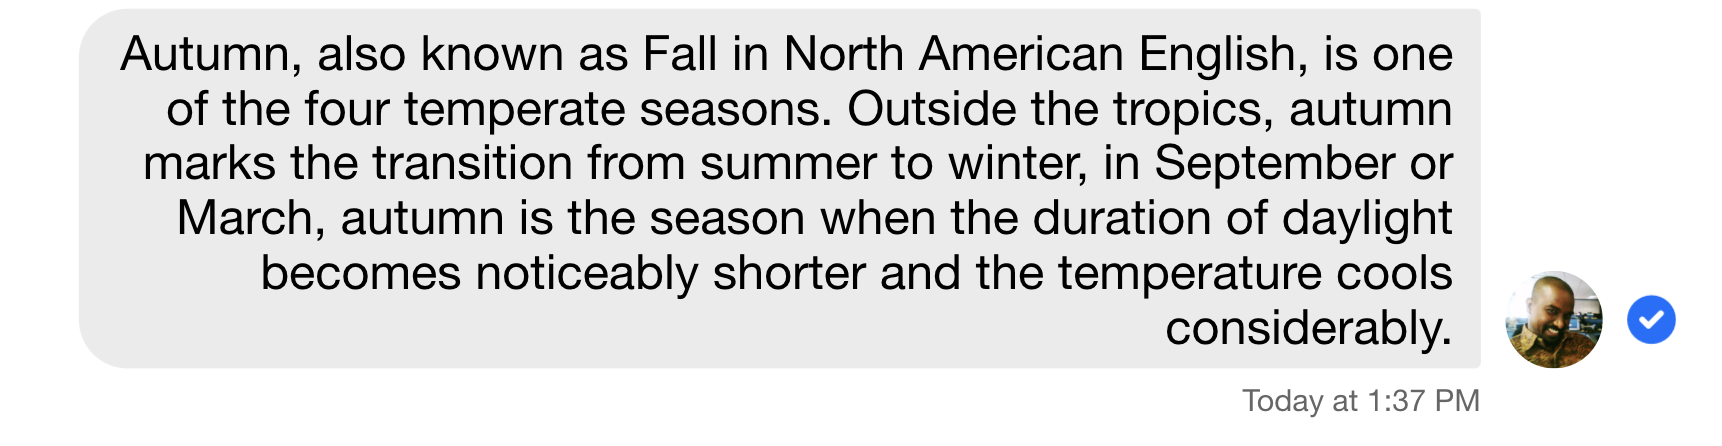 Autumn, also known as Fall in North American English, is one
of the four temperate seasons. Outside the tropics, autumn
marks the transition from summer to winter, in September or
March, autumn is the season when the duration of daylight
becomes noticeably shorter and the temperature cools
considerably.
Today at 1:37 PM